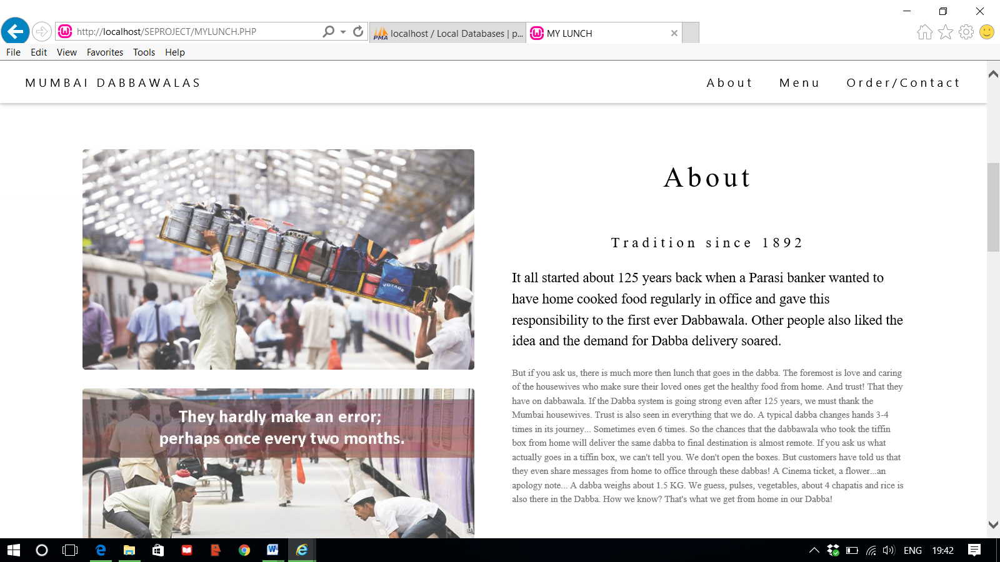 http://localhost/SEPROJECT/MYLUNCH.PHP
localhost / Local Databases | p...
MY LUNCH
File Edit View Favorites Tools Help
MUMBAI DABBAWALAS
About Menu Order/Contact
VOYAGE
They hardly make an error;
perhaps once every two months.
About
Tradition since 1892
It all started about 125 years back when a Parasi banker wanted to
have home cooked food regularly in office and gave this
responsibility to the first ever Dabbawala. Other people also liked the
idea and the demand for Dabba delivery soared.
But if you ask us, there is much more then lunch that goes in the dabba. The foremost is love and caring
of the housewives who make sure their loved ones get the healthy food from home. And trust! That they
have on dabbawala. If the Dabba system is going strong even after 125 years, we must thank the
Mumbai housewives. Trust is also seen in everything that we do. A typical dabba changes hands 3-4
times in its journey... Sometimes even 6 times. So the chances that the dabbawala who took the tiffin
box from home will deliver the same dabba to final destination is almost remote. If you ask us what
actually goes in a tiffin box, we can't tell you. We don't open the boxes. But customers have told us that
they even share messages from home to office through these dabbas! A Cinema ticket, a flower...an
apology note... A dabba weighs about 1.5 KG. We guess, pulses, vegetables, about 4 chapatis and rice is
also there in the Dabba. How we know? That's what we get from home in our Dabba!
ENG 19:42